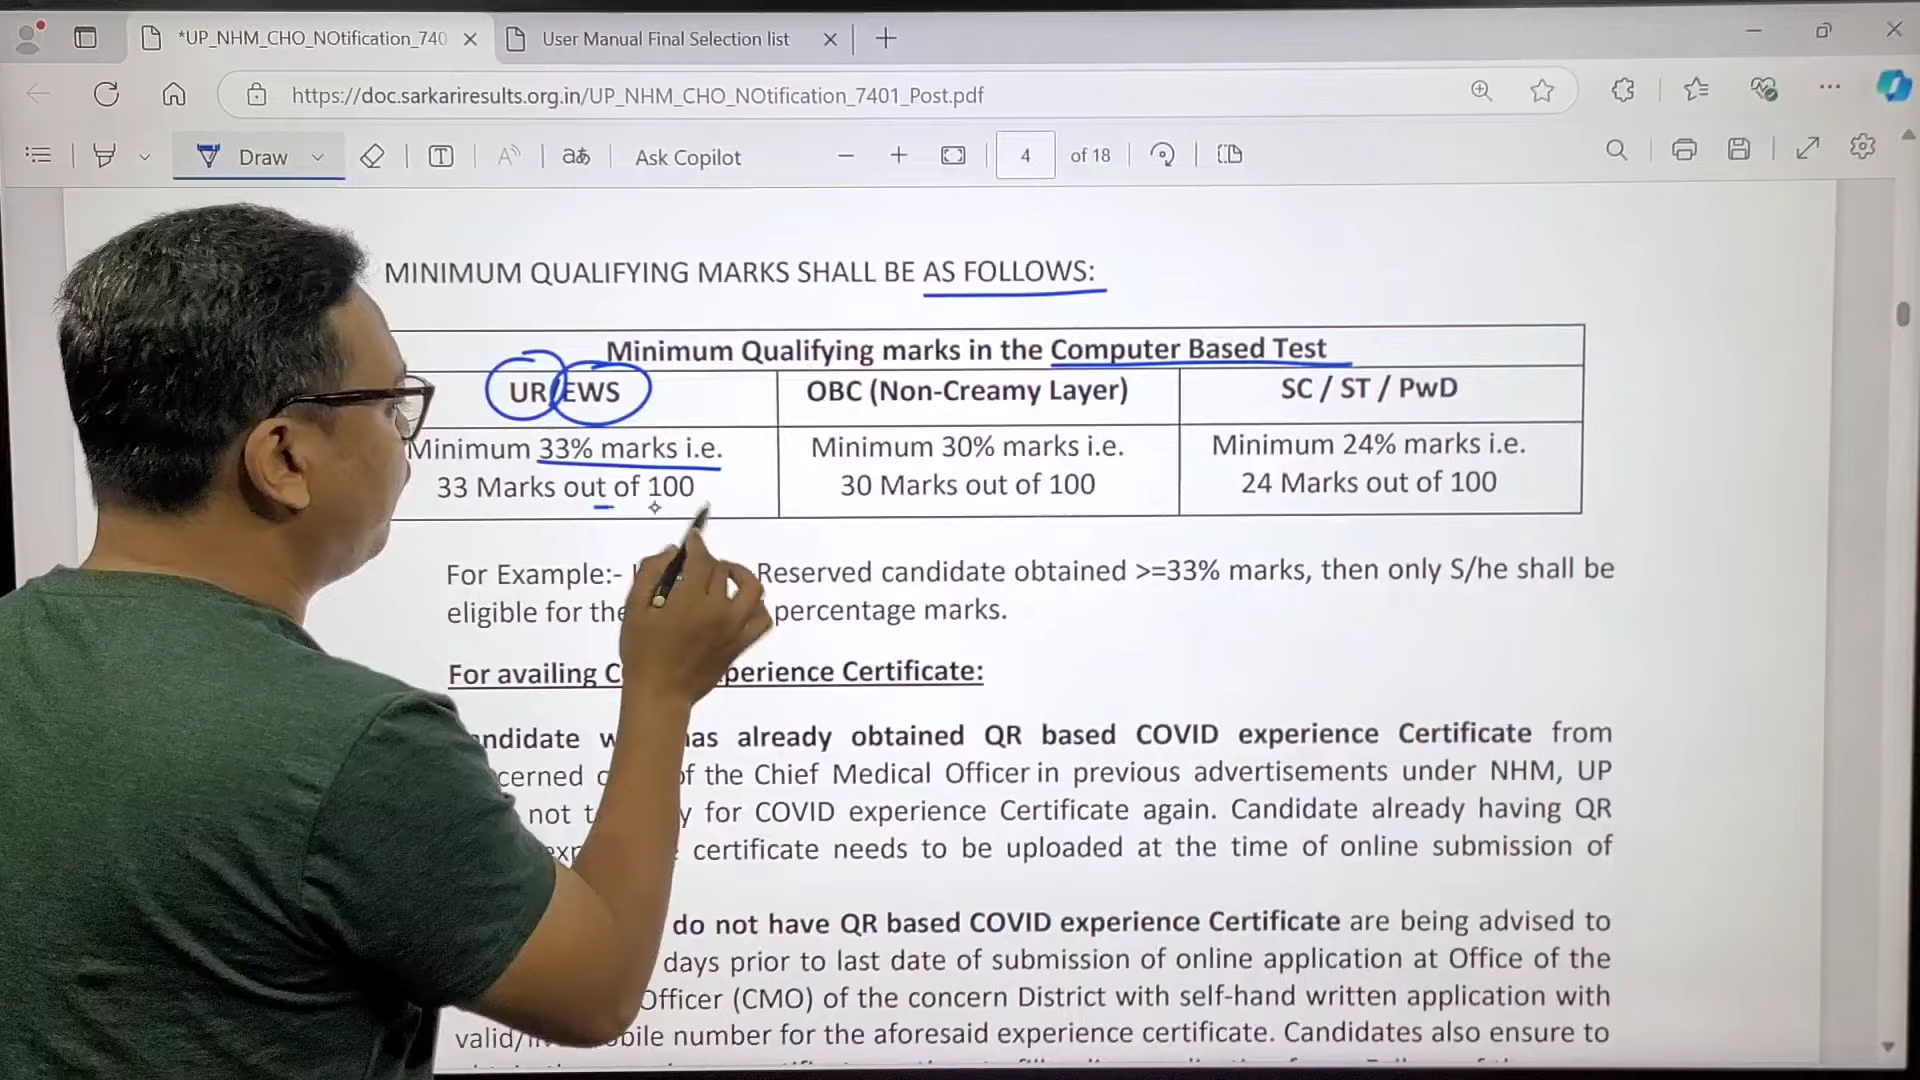 *UP_NHM_CHO_NOtification_740
User Manual Final Selection list
https://doc.sarkariresults.org.in/UP_NHM_CHO_NOtification_7401_Post.pdf
Draw T A aあ Ask Copilot 4 of 18
MINIMUM QUALIFYING MARKS SHALL BE AS FOLLOWS:
Minimum Qualifying marks in the Computer Based Test
UR/EWS OBC (Non-Creamy Layer) SC / ST / PwD
Minimum 33% marks i.e. Minimum 30% marks i.e. Minimum 24% marks i.e.
33 Marks out of 100 30 Marks out of 100 24 Marks out of 100
For Example:- Reserved candidate obtained >=33% marks, then only S/he shall be
eligible for the percentage marks.
For availing Experience Certificate:
has already obtained QR based COVID experience Certificate from
of the Chief Medical Officer in previous advertisements under NHM, UP
not for COVID experience Certificate again. Candidate already having QR
certificate needs to be uploaded at the time of online submission of
do not have QR based COVID experience Certificate are being advised to
days prior to last date of submission of online application at Office of the
Officer (CMO) of the concern District with self-hand written application with
valid/ mobile number for the aforesaid experience certificate. Candidates also ensure to